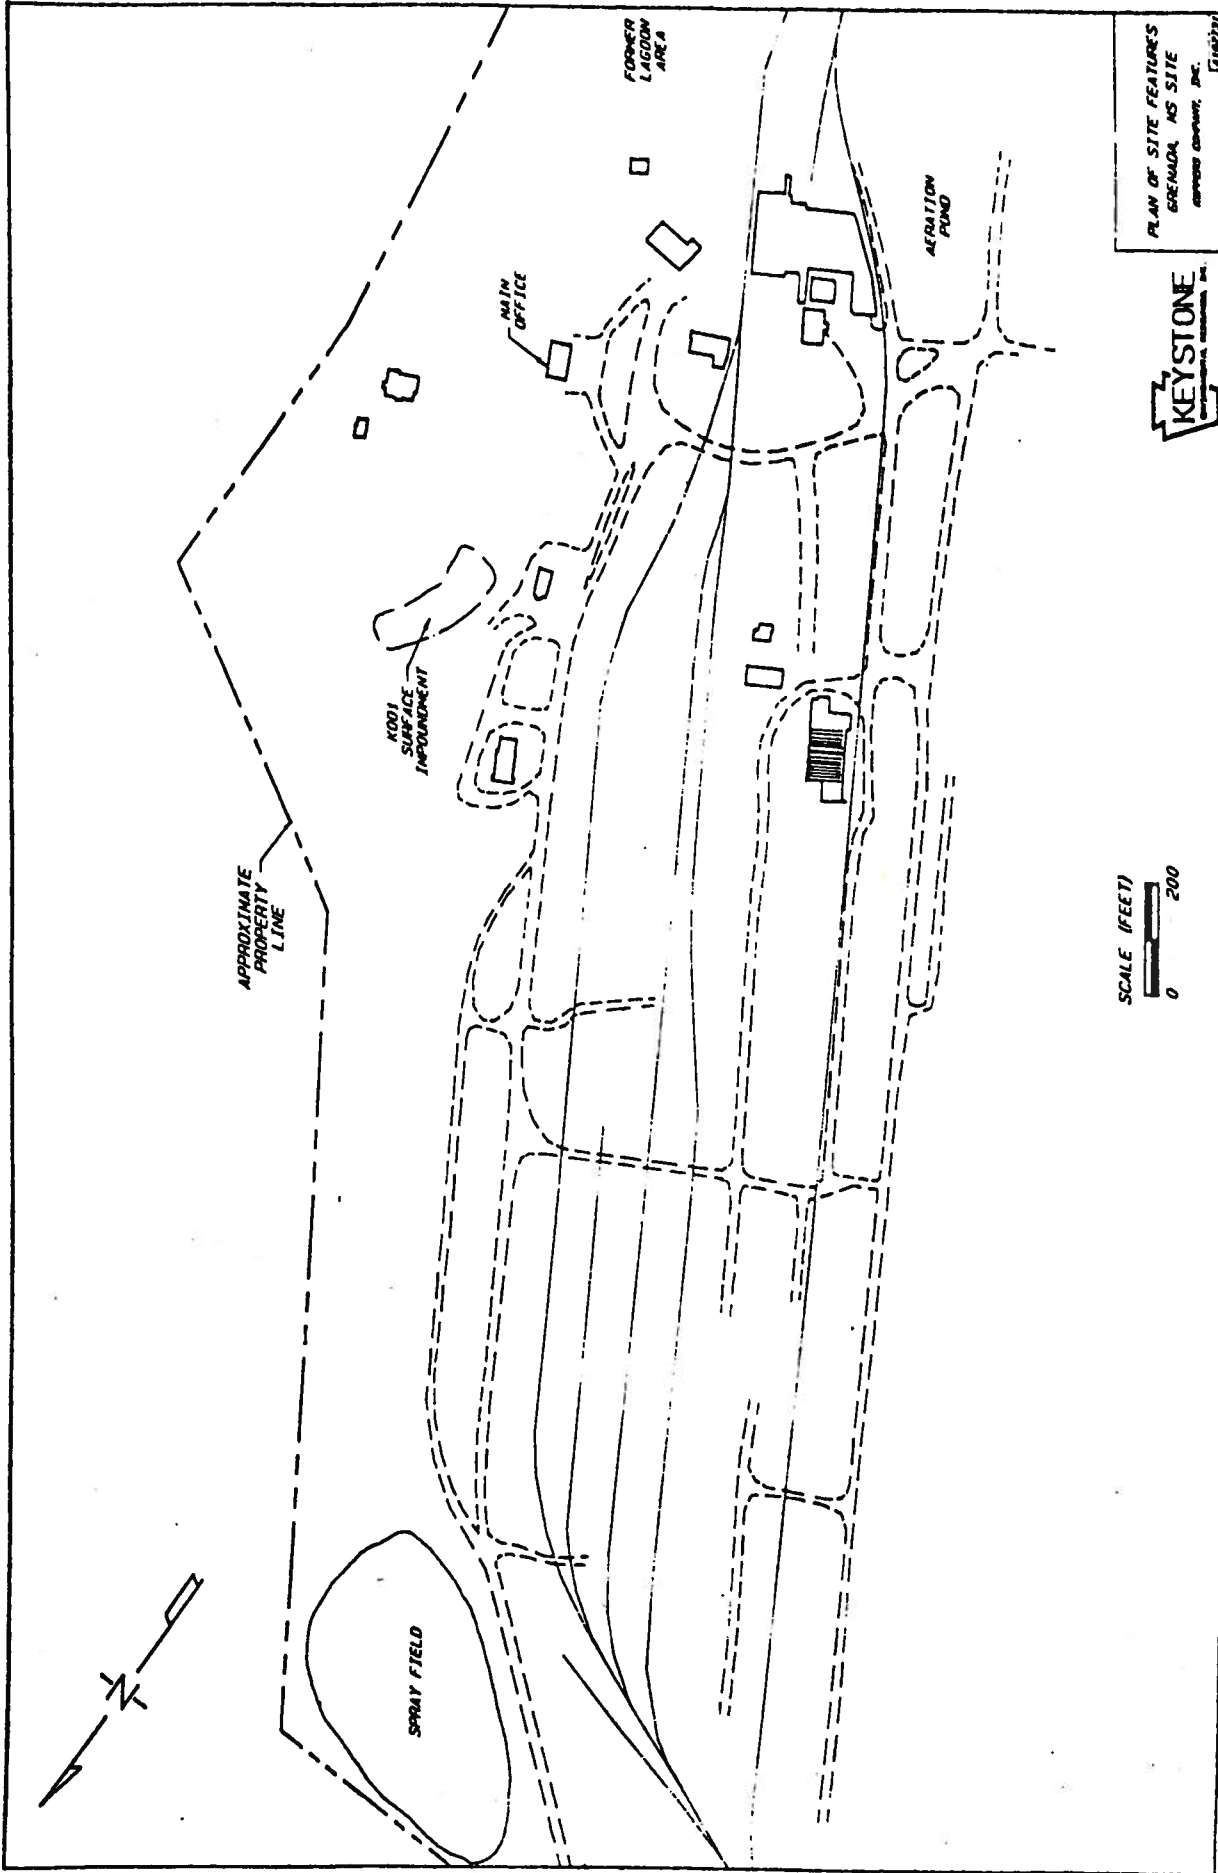 FORMER
LAGOON
AREA
MAIN
OFFICE
AERATION
POND
K001
SURFACE
IMPOUNDMENT
APPROXIMATE
PROPERTY
LINE
SPRAY FIELD
N
SCALE (FEET)
0 200
KEYSTONE
PLAN OF SITE FEATURES
GRENADA, MS SITE